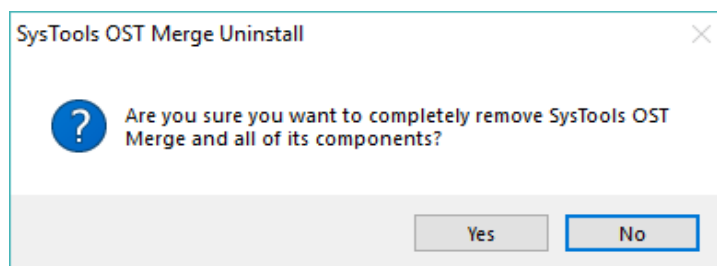 SysTools OST Merge Uninstall
Are you sure you want to completely remove SysTools OST
Merge and all of its components?
Yes No